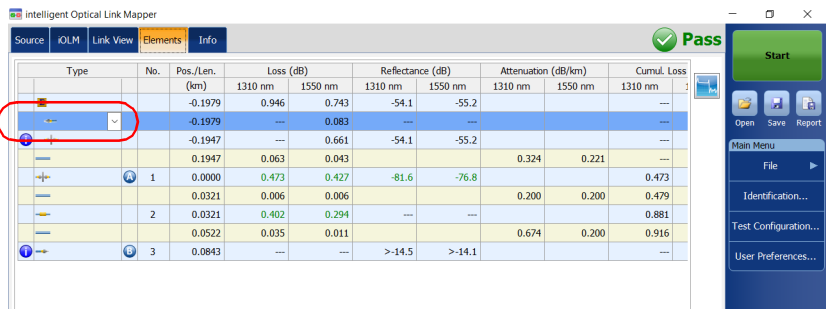 intelligent Optical Link Mapper
Source iOLM Link View Elements Info Pass
Type No. Pos./Len. Loss (dB) Reflectance (dB) Attenuation (dB/km) Cumul. Loss
(km) 1310 nm 1550 nm 1310 nm 1550 nm 1310 nm 1550 nm 1310 nm 1
-0.1979 0.946 0.743 -54.1 -55.2 ---
-0.1979 --- 0.083 --- --- ---
i -0.1947 --- 0.661 -54.1 -55.2 ---
0.1947 0.063 0.043 0.324 0.221 ---
A 1 0.0000 0.473 0.427 -81.6 -76.8 0.473
0.0321 0.006 0.006 0.200 0.200 0.479
2 0.0321 0.402 0.294 --- --- 0.881
0.0522 0.035 0.011 0.674 0.200 0.916
i B 3 0.0843 --- --- >-14.5 >-14.1 ---
Start
Open Save Report
Main Menu
File
Identification...
Test Configuration...
User Preferences...